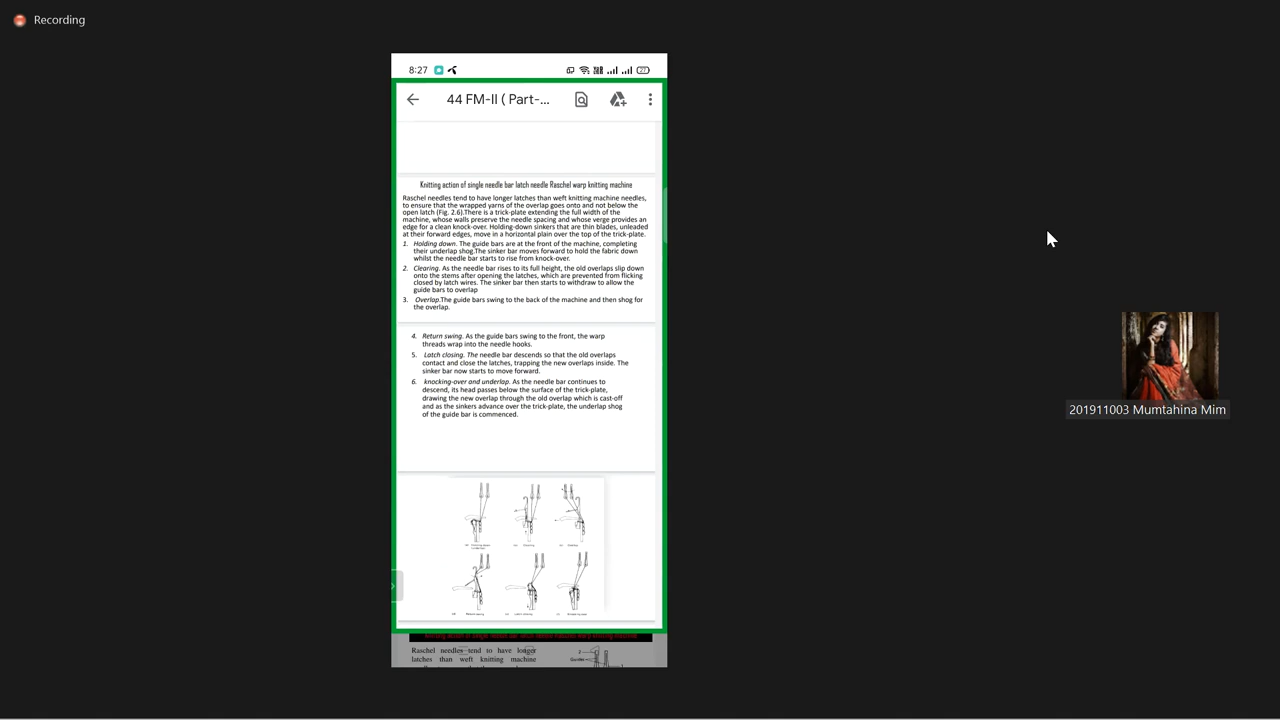 Recording
8:27
44 FM-II ( Part-...
Knitting action of single needle bar latch needle Raschel warp knitting machine
Raschel needles tend to have longer latches than weft knitting machine needles,
to ensure that the wrapped yarns of the overlap goes onto and not below the
open latch (Fig. 2.6).There is a trick-plate extending the full width of the
machine, whose walls preserve the needle spacing and whose verge provides an
edge for a clean knock-over. Holding-down sinkers that are thin blades, unleaded
at their forward edges, move in a horizontal plain over the top of the trick-plate.
1. Holding down. The guide bars are at the front of the machine, completing
their underlap shog.The sinker bar moves forward to hold the fabric down
whilst the needle bar starts to rise from knock-over.
2. Clearing. As the needle bar rises to its full height, the old overlaps slip down
onto the stems after opening the latches, which are prevented from flicking
closed by latch wires. The sinker bar then starts to withdraw to allow the
guide bars to overlap
3. Overlap.The guide bars swing to the back of the machine and then shog for
the overlap.
4. Return swing. As the guide bars swing to the front, the warp
threads wrap into the needle hooks.
5. Latch closing. The needle bar descends so that the old overlaps
contact and close the latches, trapping the new overlaps inside. The
sinker bar now starts to move forward.
6. knocking-over and underlap. As the needle bar continues to
descend, its head passes below the surface of the trick-plate,
drawing the new overlap through the old overlap which is cast-off
and as the sinkers advance over the trick-plate, the underlap shog
of the guide bar is commenced.
Knitting action of single needle bar latch needle Raschel warp knitting machine
Raschel needles tend to have longer
latches than weft knitting machine
2
Guides
201911003 Mumtahina Mim